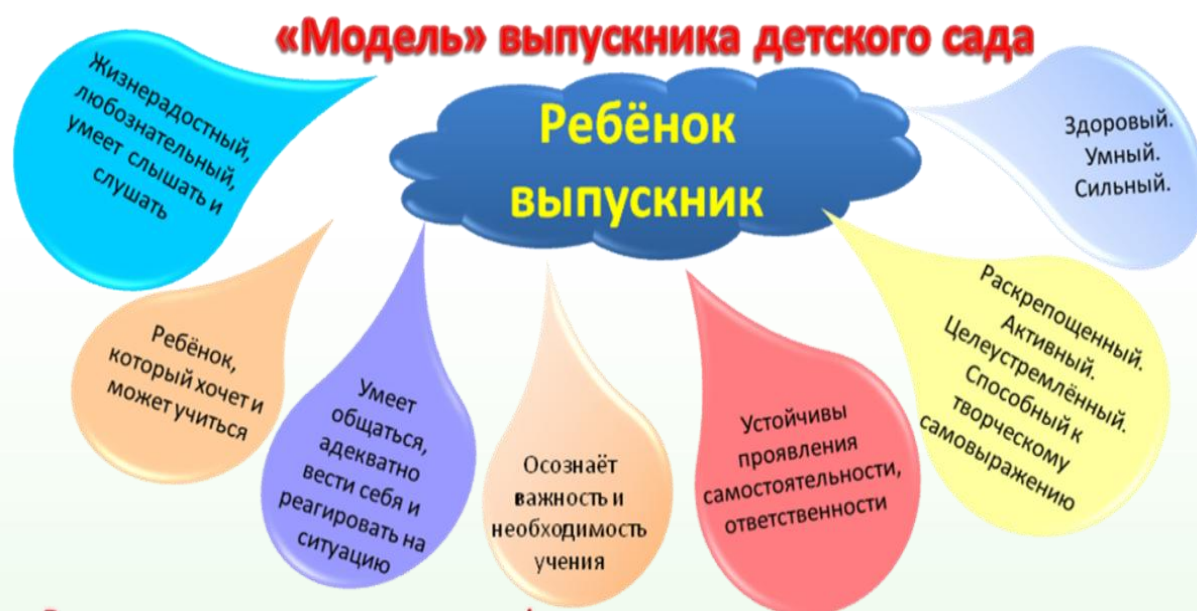 «Модель» выпускника детского сада
Ребёнок
выпускник
Жизнерадостный,
любознательный,
умеет слышать и
слушать
Ребёнок,
который хочет и
может учиться
Умеет
общаться,
адекватно
вести себя и
реагировать на
ситуацию
Осознаёт
важность и
необходимость
учения
Устойчивы
проявления
самостоятельности,
ответственности
Раскрепощенный.
Активный.
Целеустремлённый.
Способный к
творческому
самовыражению
Здоровый.
Умный.
Сильный.